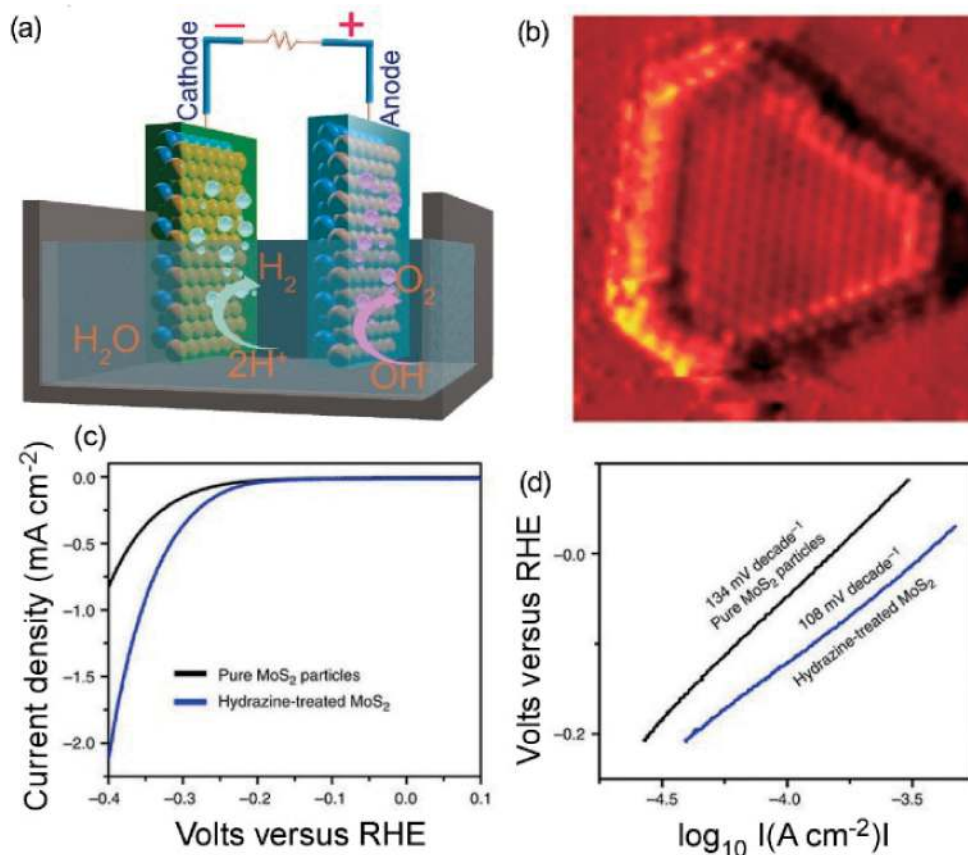 (a)
−
+
Cathode
Anode
H₂
O₂
H₂O
2H⁺
OH
(b)
(c)
Current density (mA cm⁻²)
0.0
−0.5
−1.0
−1.5
−2.0
Pure MoS₂ particles
Hydrazine-treated MoS₂
−0.4
−0.3
−0.2
−0.1
0.0
0.1
Volts versus RHE
(d)
Volts versus RHE
−0.0
−0.2
134 mV decade⁻¹
Pure MoS₂ particles
108 mV decade⁻¹
Hydrazine-treated MoS₂
−4.5
−4.0
−3.5
log₁₀ I(A cm⁻²)I